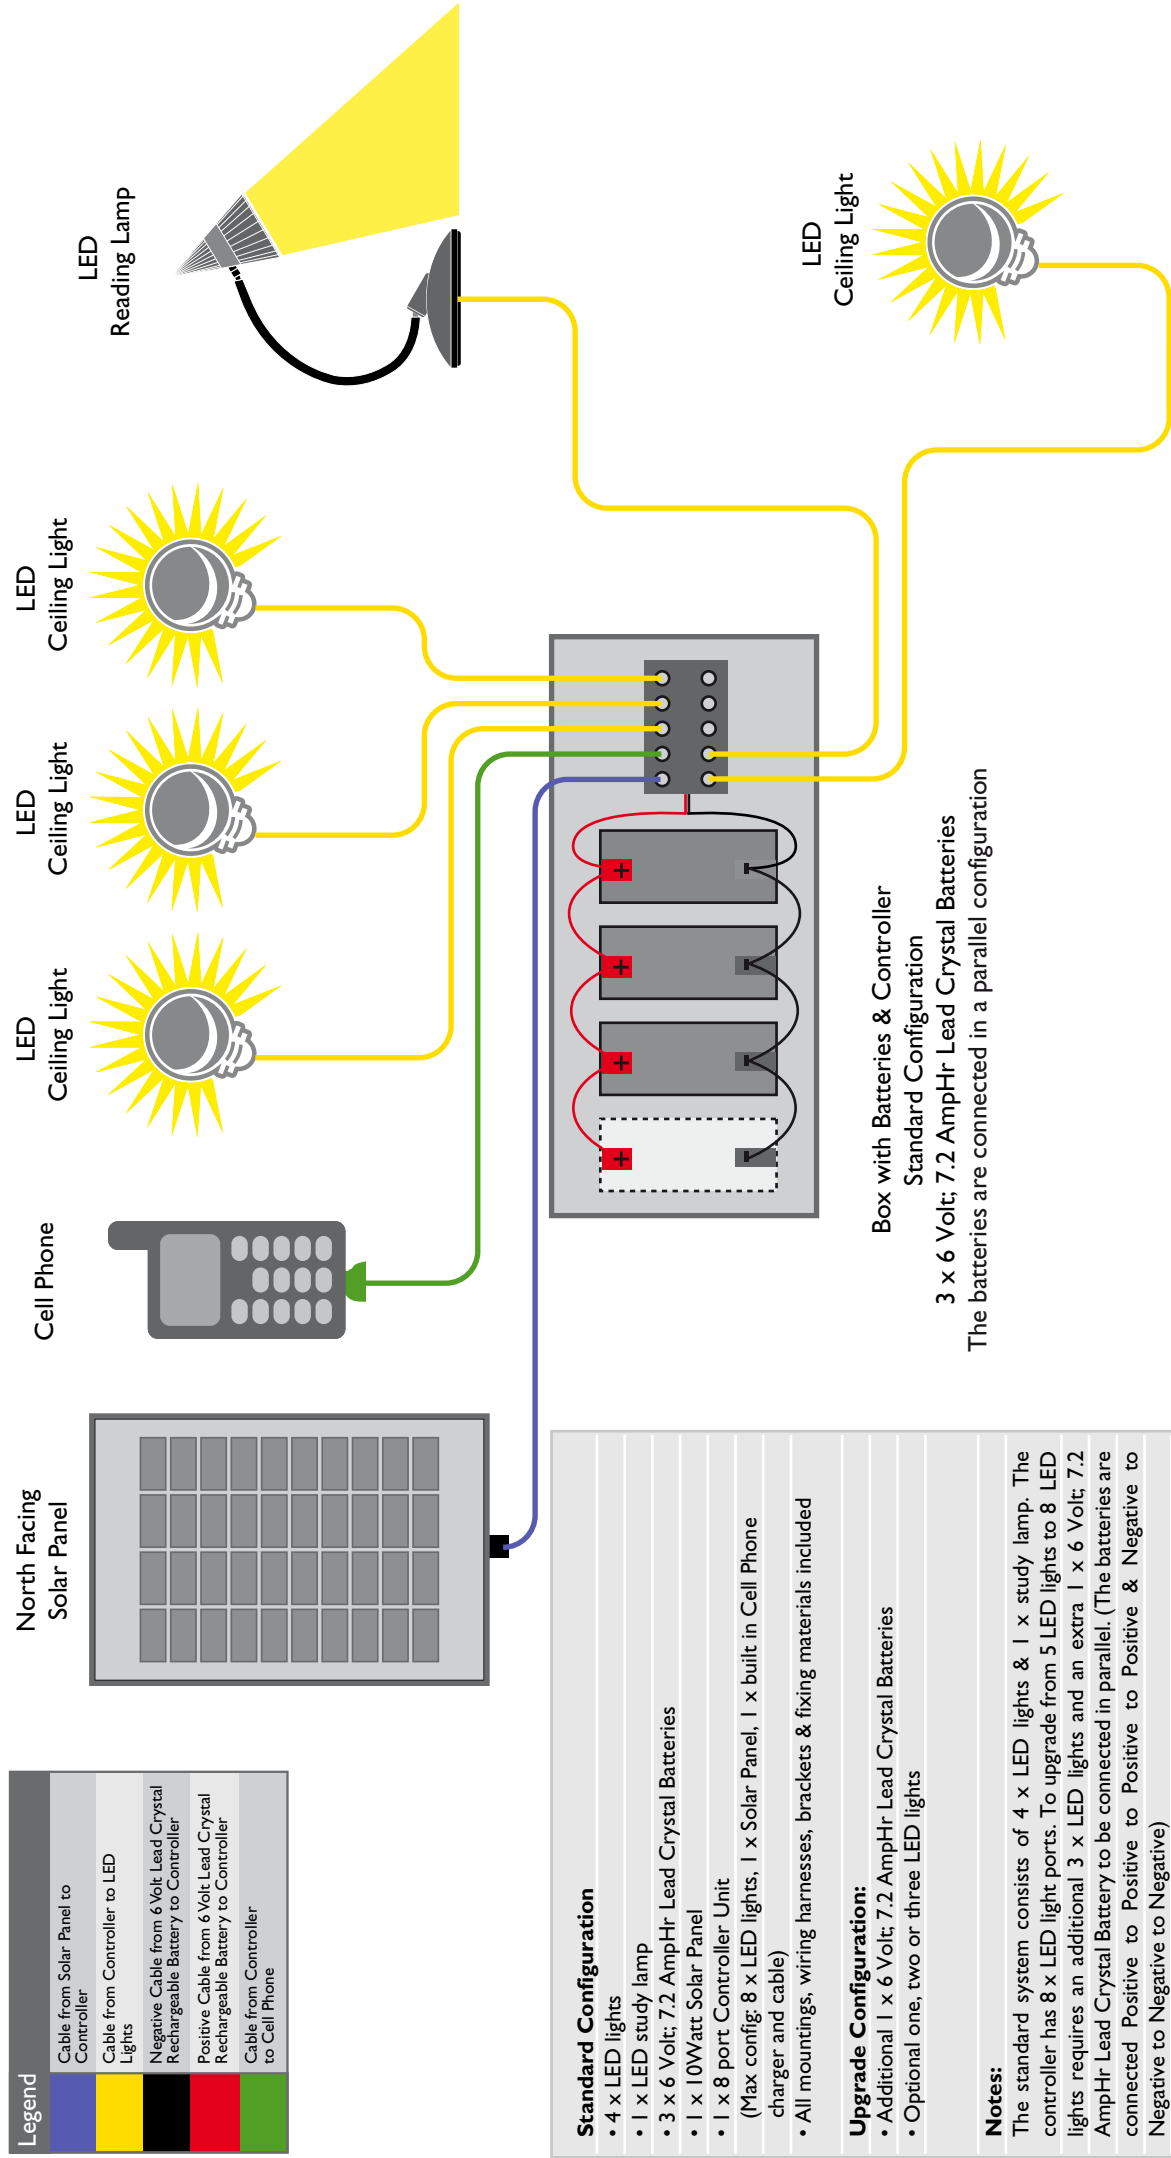 Legend
Cable from Solar Panel to
Controller
Cable from Controller to LED
Lights
Negative Cable from 6 Volt Lead Crystal
Rechargeable Battery to Controller
Positive Cable from 6 Volt Lead Crystal
Rechargeable Battery to Controller
Cable from Controller
to Cell Phone
North Facing
Solar Panel
Cell Phone
LED
Ceiling Light
LED
Ceiling Light
LED
Ceiling Light
LED
Reading Lamp
LED
Ceiling Light
+
-
+
-
+
-
+
-
Box with Batteries & Controller
Standard Configuration
3 x 6 Volt; 7.2 AmpHr Lead Crystal Batteries
The batteries are connected in a parallel configuration
Standard Configuration
• 4 x LED lights
• 1 x LED study lamp
• 3 x 6 Volt; 7.2 AmpHr Lead Crystal Batteries
• 1 x 10Watt Solar Panel
• 1 x 8 port Controller Unit
(Max config: 8 x LED lights, 1 x Solar Panel, 1 x built in Cell Phone
charger and cable)
• All mountings, wiring harnesses, brackets & fixing materials included
Upgrade Configuration:
• Additional 1 x 6 Volt; 7.2 AmpHr Lead Crystal Batteries
• Optional one, two or three LED lights
Notes:
The standard system consists of 4 x LED lights & 1 x study lamp. The
controller has 8 x LED light ports. To upgrade from 5 LED lights to 8 LED
lights requires an additional 3 x LED lights and an extra 1 x 6 Volt; 7.2
AmpHr Lead Crystal Battery to be connected in parallel. (The batteries are
connected Positive to Positive to Positive to Positive & Negative to
Negative to Negative to Negative)